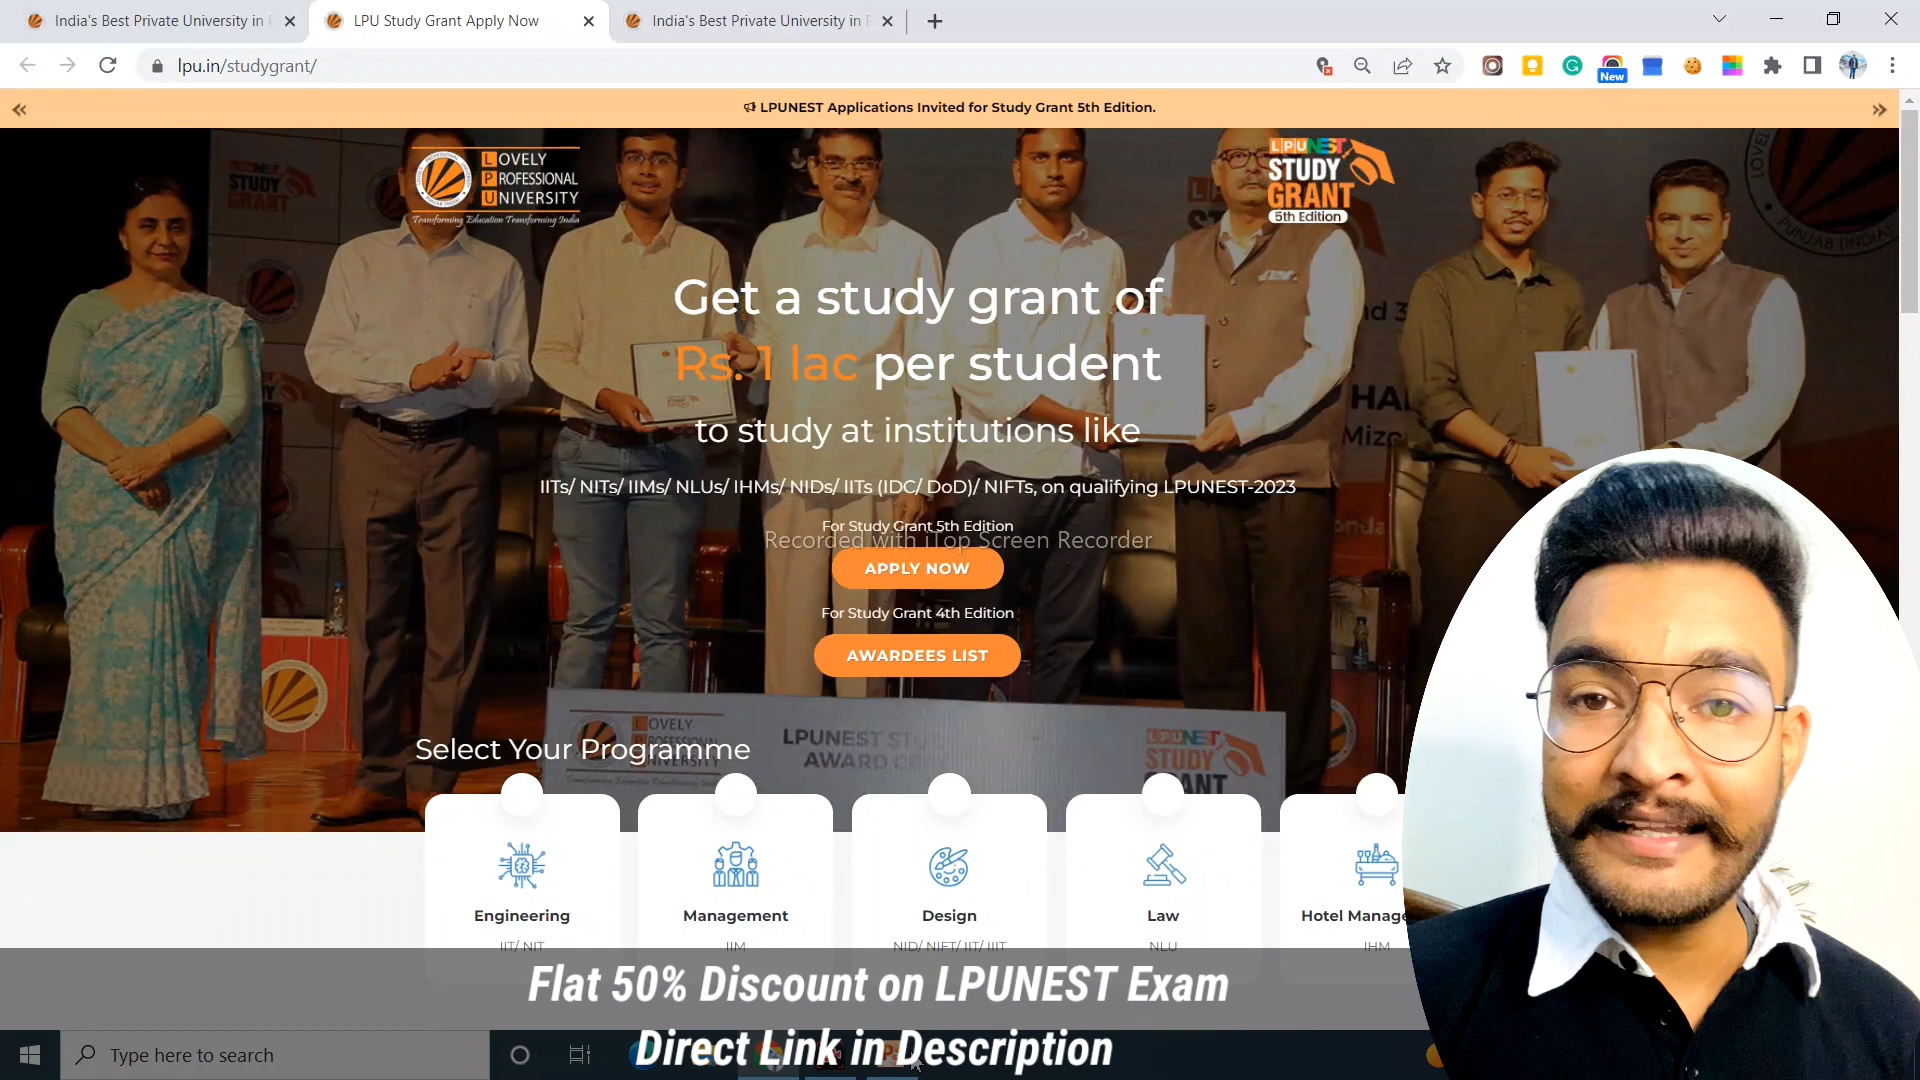 India's Best Private University in
LPU Study Grant Apply Now
India's Best Private University in
lpu.in/studygrant/
New
LPUNEST Applications Invited for Study Grant 5th Edition.
LOVELY
PROFESSIONAL
UNIVERSITY
Transforming Education Transforming India
LPUNEST
STUDY
GRANT
5th Edition
Get a study grant of
Rs. 1 lac per student
to study at institutions like
IITs/ NITs/ IIMs/ NLUs/ IHMs/ NIDs/ IITs (IDC/ DoD)/ NIFTs, on qualifying LPUNEST-2023
For Study Grant 5th Edition
Recorded with iTop Screen Recorder
APPLY NOW
For Study Grant 4th Edition
AWARDEES LIST
LPUNEST
STUDY
GRANT
PUNJAB (INDIA)
Select Your Programme
Engineering
IIT/ NIT
Management
IIM
Design
NID/ NIFT/ IIT/ IIIT
Law
NLU
Hotel Manage
IHM
Flat 50% Discount on LPUNEST Exam
Direct Link in Description
Type here to search